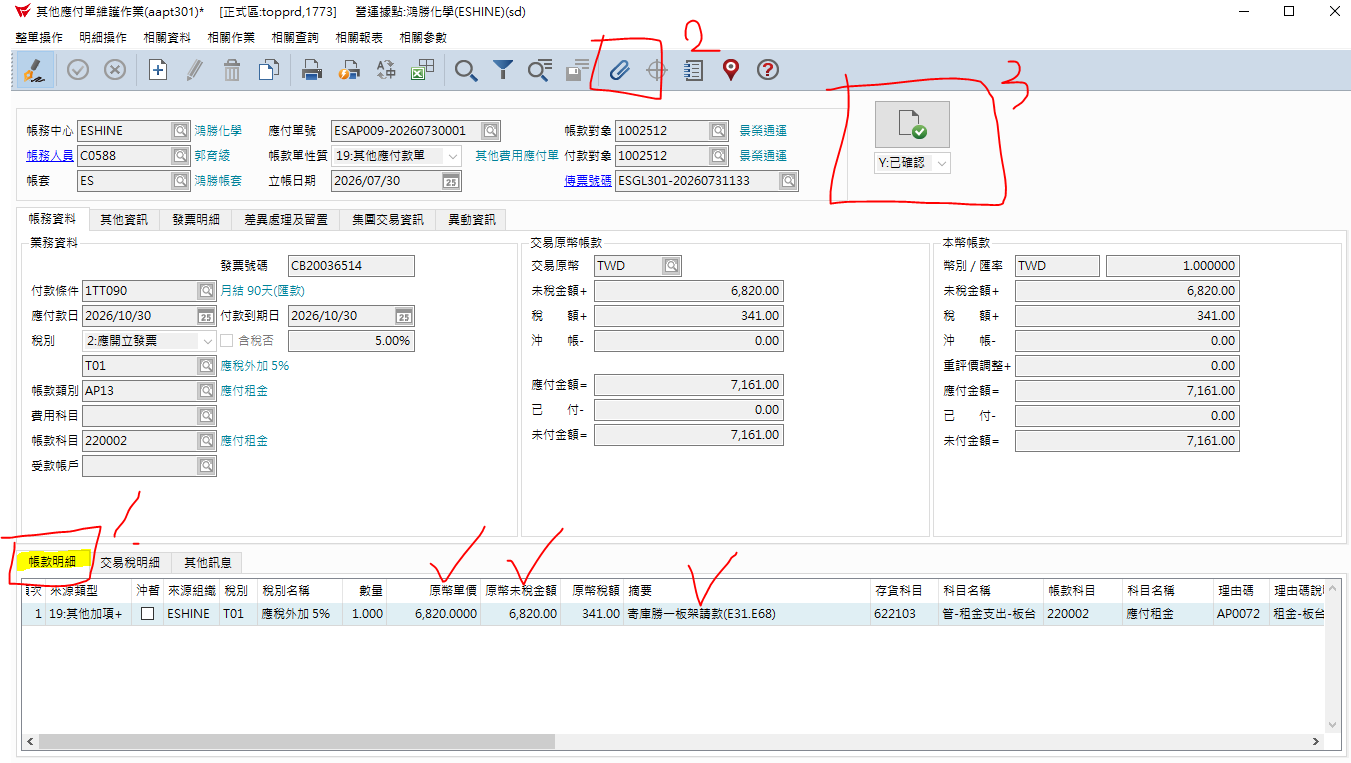 其他應付單維護作業(aapt301)* [正式區:topprd,1773] 營運據點:鴻勝化學(ESHINE)(sd)
整單操作 明細操作 相關資料 相關作業 相關查詢 相關報表 相關參數
2
3
帳務中心 ESHINE 鴻勝化學 應付單號 ESAP009-20260730001 帳款對象 1002512 景榮通運
帳務人員 C0588 郭育綾 帳款單性質 19:其他應付款單 其他費用應付單 付款對象 1002512 景榮通運 Y:已確認
帳套 ES 鴻勝帳套 立帳日期 2026/07/30 25 傳票號碼 ESGL301-20260731133
帳務資料 其他資訊 發票明細 差異處理及留置 集團交易資訊 異動資訊
業務資料 交易原幣帳款 本幣帳款
發票號碼 CB20036514 交易原幣 TWD 幣別 / 匯率 TWD 1.000000
付款條件 1TT090 月結 90天(匯款) 未稅金額+ 6,820.00 未稅金額+ 6,820.00
應付款日 2026/10/30 25 付款到期日 2026/10/30 25 稅 額+ 341.00 稅 額+ 341.00
稅別 2:應開立發票 含稅否 5.00% 沖 帳- 0.00 沖 帳- 0.00
T01 應稅外加 5% 重評價調整+ 0.00
帳款類別 AP13 應付租金 應付金額= 7,161.00 應付金額= 7,161.00
費用科目 已 付- 0.00 已 付- 0.00
帳款科目 220002 應付租金 未付金額= 7,161.00 未付金額= 7,161.00
受款帳戶
1.
帳款明細 交易稅明細 其他訊息
項次 來源類型 沖暫 來源組織 稅別 稅別名稱 數量 原幣單價 原幣未稅金額 原幣稅額 摘要 存貨科目 科目名稱 帳款科目 科目名稱 理由碼 理由碼說明
1 19:其他加項+ ESHINE T01 應稅外加 5% 1.000 6,820.0000 6,820.00 341.00 寄庫勝一板架請款(E31.E68) 622103 管-租金支出-板台 220002 應付租金 AP0072 租金-板台